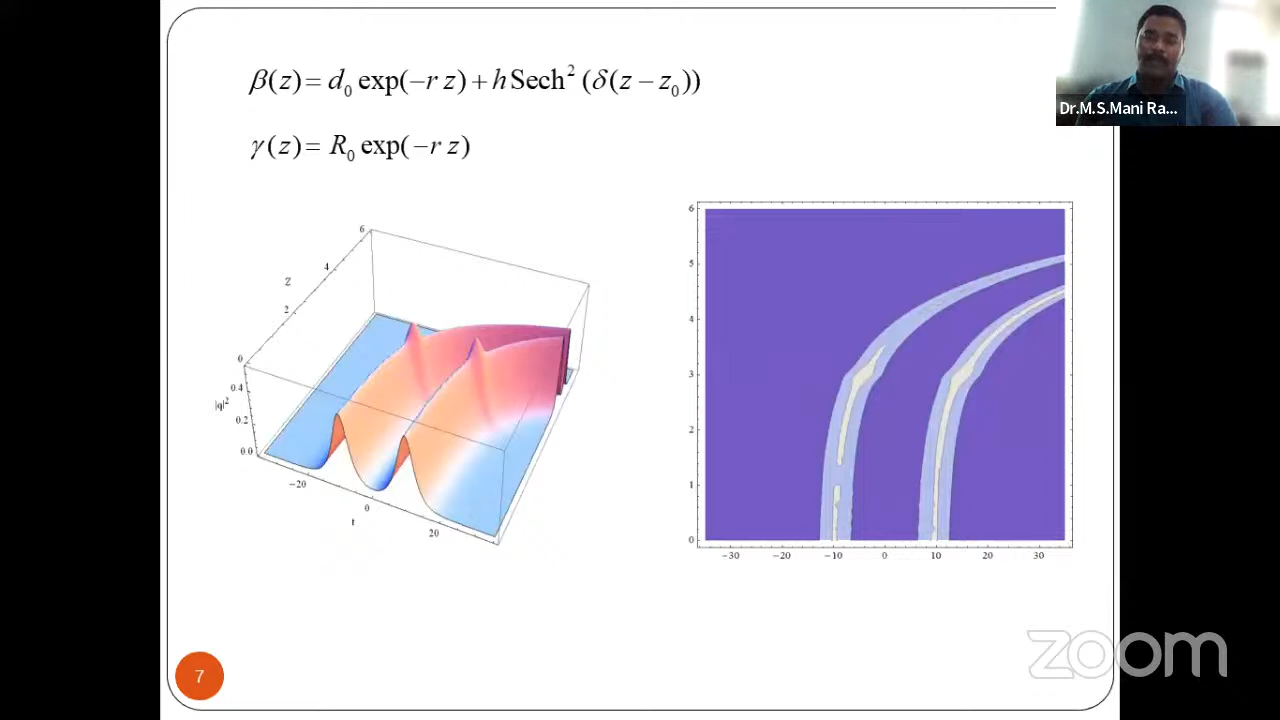 β(z) = d₀ exp(−r z) + h Sech² (δ(z − z₀))
γ(z) = R₀ exp(−r z)
Dr.M.S.Mani Ra...
6
4
Z
2
0
0.4
|q|²
0.2
0.0
−20
0
t
20
6
5
4
3
2
1
0
−30 −20 −10 0 10 20 30
7
zoom